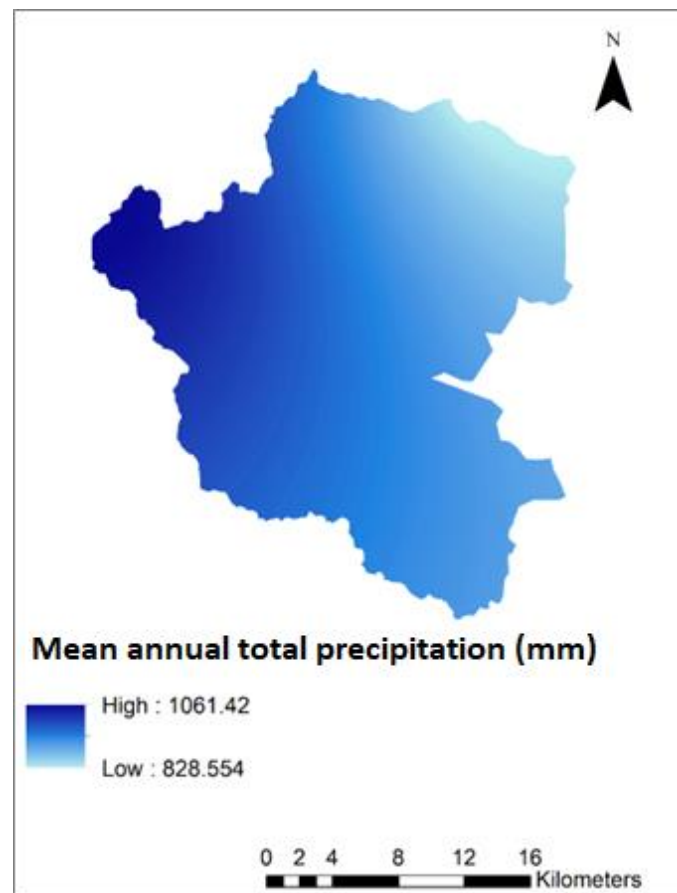 N
Mean annual total precipitation (mm)
High : 1061.42
Low : 828.554
0 2 4 8 12 16
Kilometers